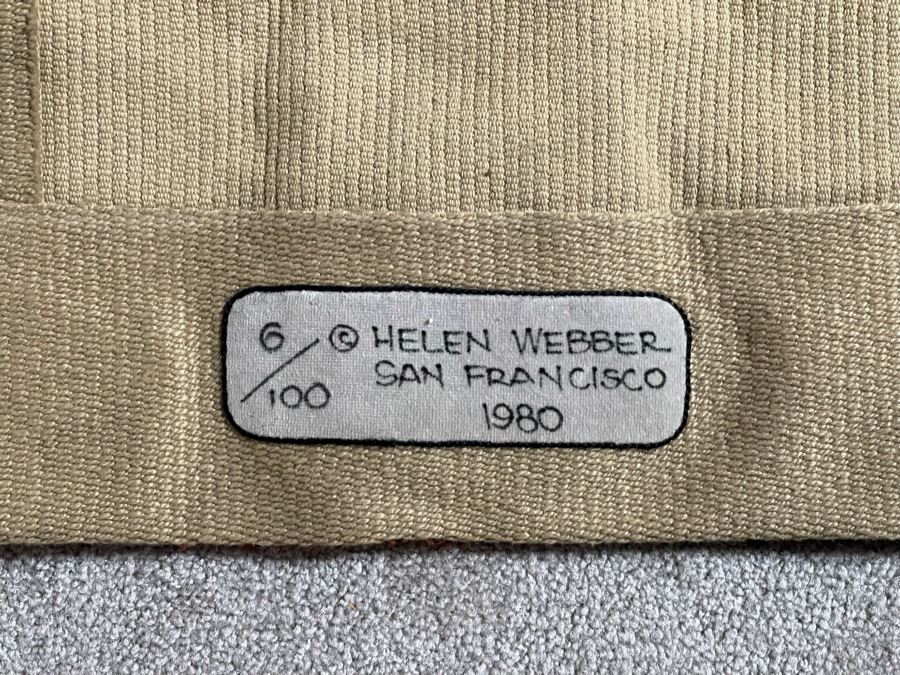 6/100 © HELEN WEBBER
SAN FRANCISCO
1980